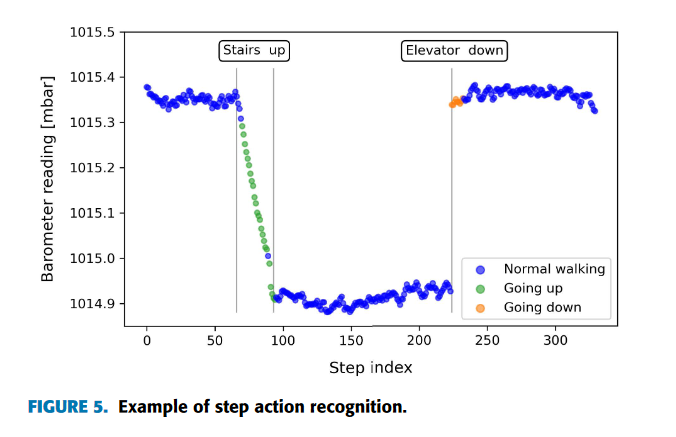 1015.5
Stairs  up
Elevator  down
1015.4
1015.3
1015.2
1015.1
1015.0
1014.9
Barometer reading [mbar]
Normal walking
Going up
Going down
0 50 100 150 200 250 300
Step index
FIGURE 5. Example of step action recognition.